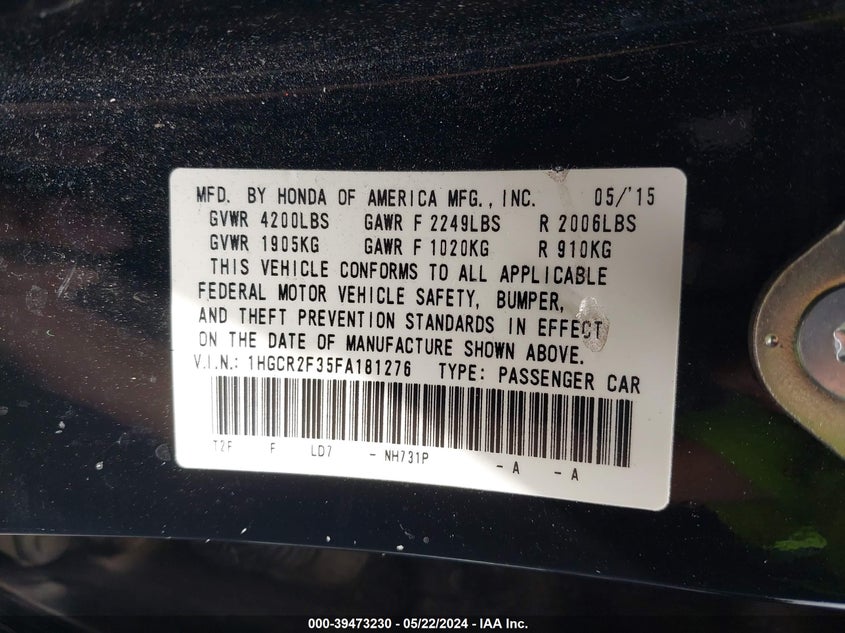 MFD. BY HONDA OF AMERICA MFG., INC. 05/'15
GVWR 4200LBS GAWR F 2249LBS R 2006LBS
GVWR 1905KG GAWR F 1020KG R 910KG
THIS VEHICLE CONFORMS TO ALL APPLICABLE
FEDERAL MOTOR VEHICLE SAFETY, BUMPER,
AND THEFT PREVENTION STANDARDS IN EFFECT
ON THE DATE OF MANUFACTURE SHOWN ABOVE.
V.I.N.: 1HGCR2F35FA181276 TYPE: PASSENGER CAR
T2F F LD7 - NH731P - A - A
000-39473230 - 05/22/2024 - IAA Inc.